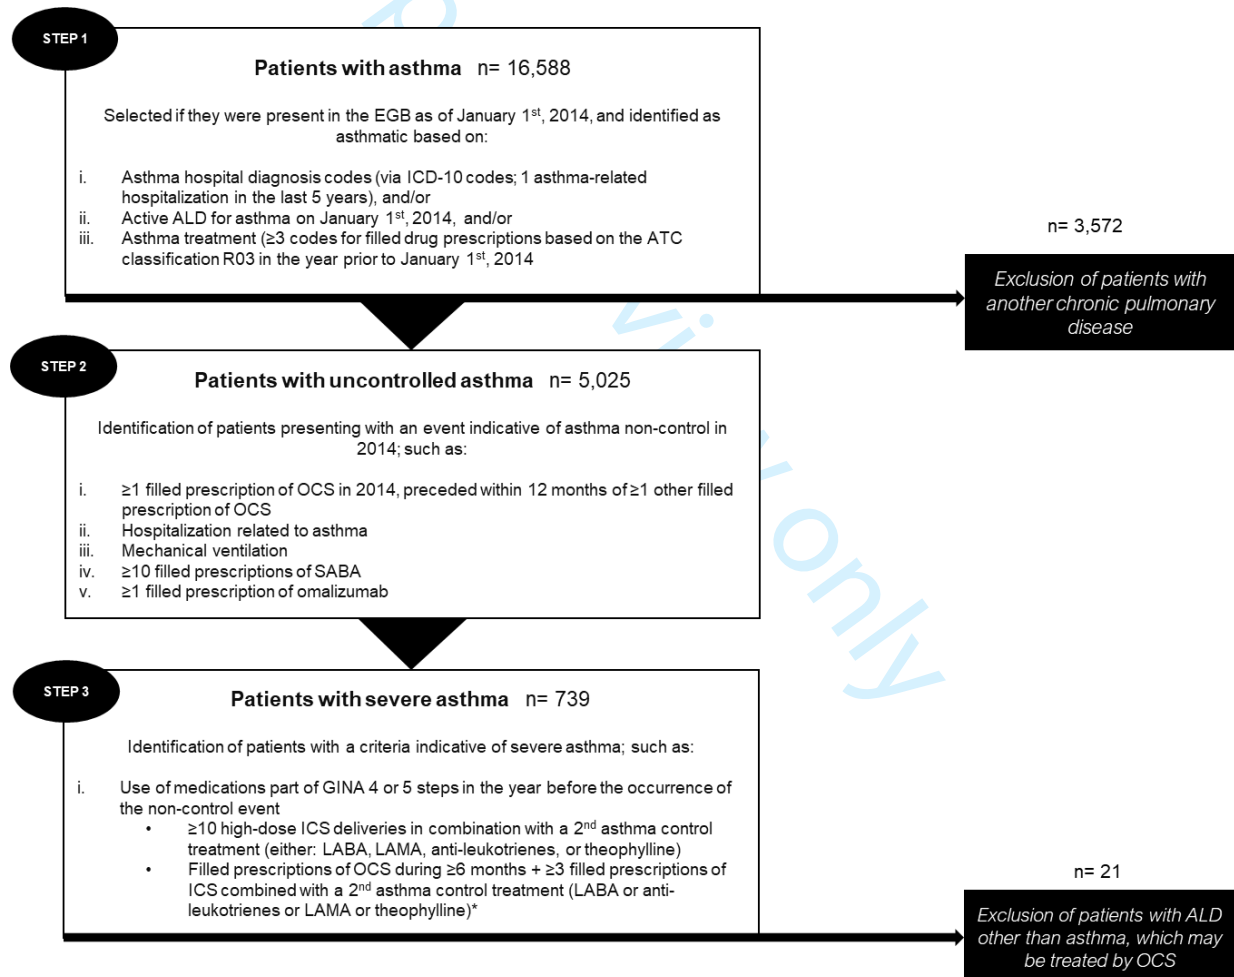 STEP 1
Patients with asthma n= 16,588
Selected if they were present in the EGB as of January 1st, 2014, and identified as
asthmatic based on:
i. Asthma hospital diagnosis codes (via ICD-10 codes; 1 asthma-related
hospitalization in the last 5 years), and/or
ii. Active ALD for asthma on January 1st, 2014, and/or
iii. Asthma treatment (≥3 codes for filled drug prescriptions based on the ATC
classification R03 in the year prior to January 1st, 2014
n= 3,572
Exclusion of patients with
another chronic pulmonary
disease
STEP 2
Patients with uncontrolled asthma n= 5,025
Identification of patients presenting with an event indicative of asthma non-control in
2014; such as:
i. ≥1 filled prescription of OCS in 2014, preceded within 12 months of ≥1 other filled
prescription of OCS
ii. Hospitalization related to asthma
iii. Mechanical ventilation
iv. ≥10 filled prescriptions of SABA
v. ≥1 filled prescription of omalizumab
STEP 3
Patients with severe asthma n= 739
Identification of patients with a criteria indicative of severe asthma; such as:
i. Use of medications part of GINA 4 or 5 steps in the year before the occurrence of
the non-control event
• ≥10 high-dose ICS deliveries in combination with a 2nd asthma control
treatment (either: LABA, LAMA, anti-leukotrienes, or theophylline)
• Filled prescriptions of OCS during ≥6 months + ≥3 filled prescriptions of
ICS combined with a 2nd asthma control treatment (LABA or anti-
leukotrienes or LAMA or theophylline)*
n= 21
Exclusion of patients with ALD
other than asthma, which may
be treated by OCS
only